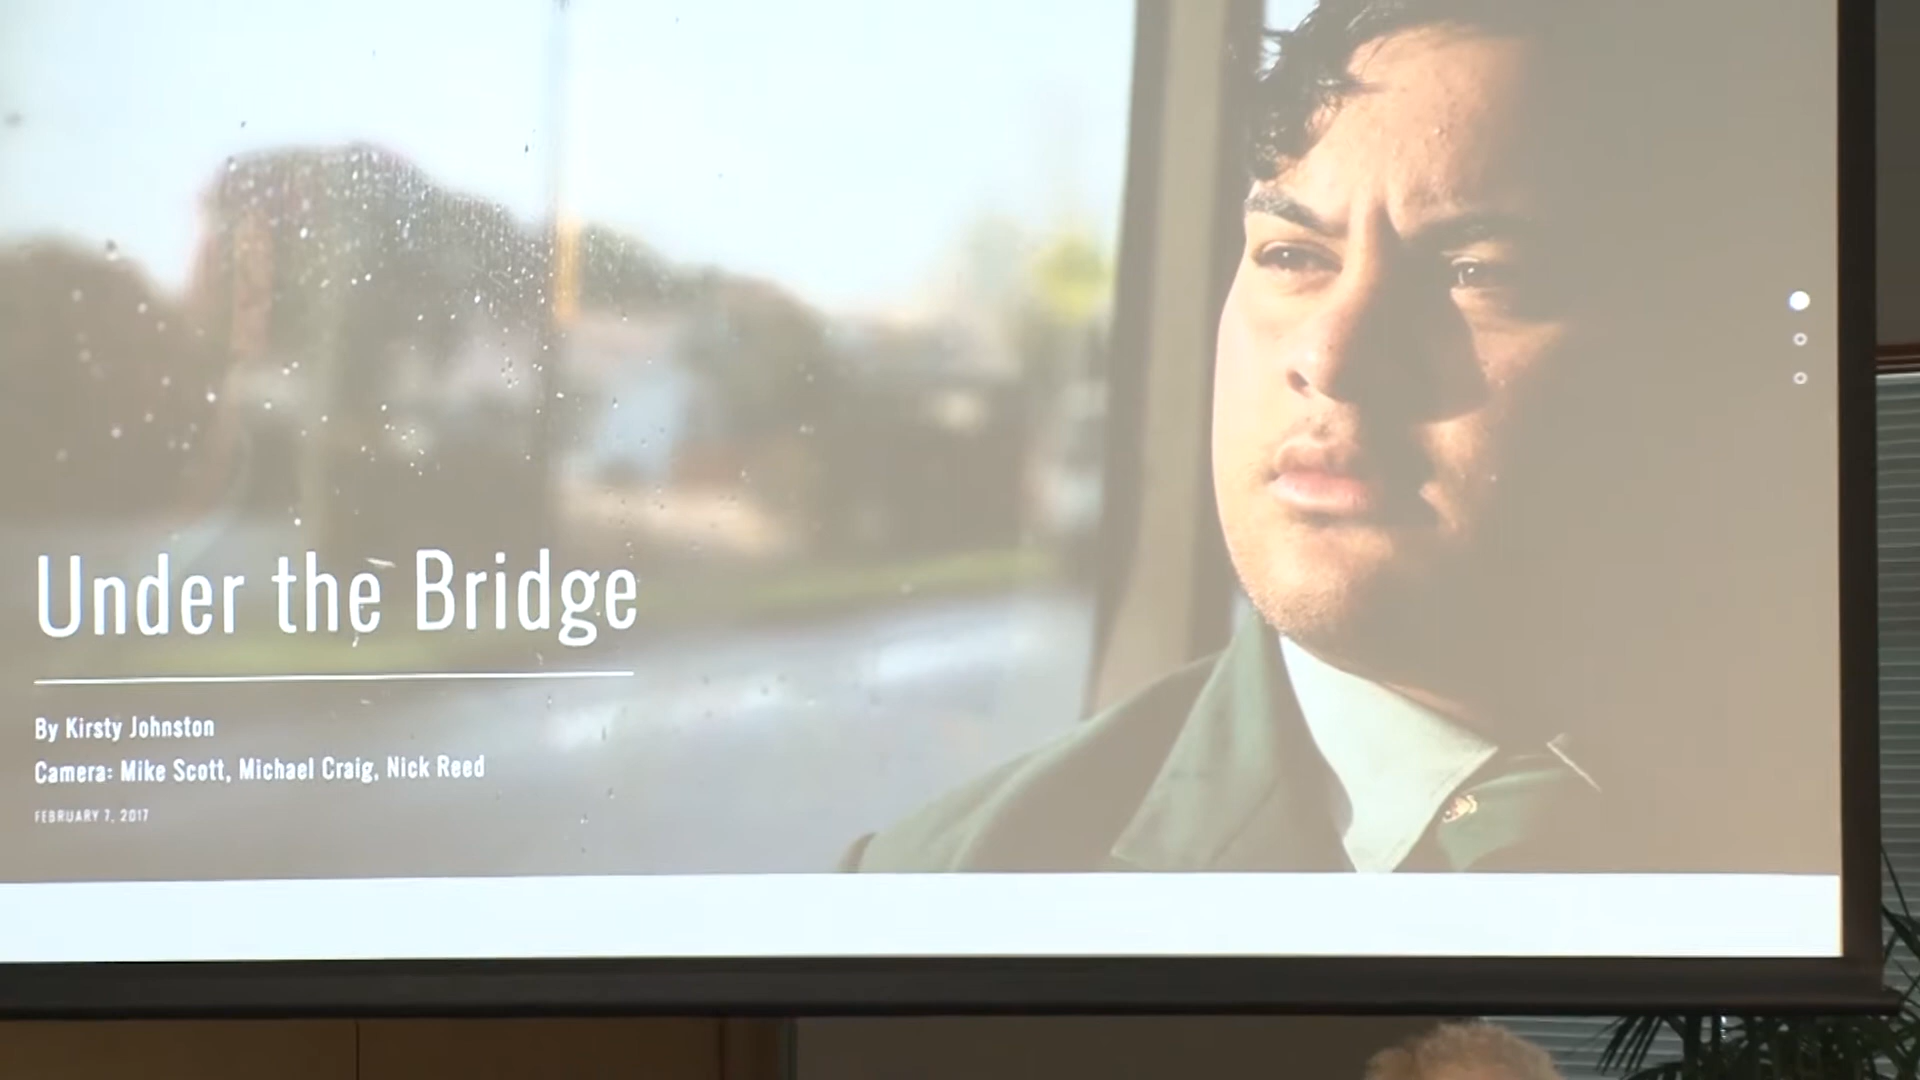 Under the Bridge
By Kirsty Johnston
Camera: Mike Scott, Michael Craig, Nick Reed
FEBRUARY 7, 2017